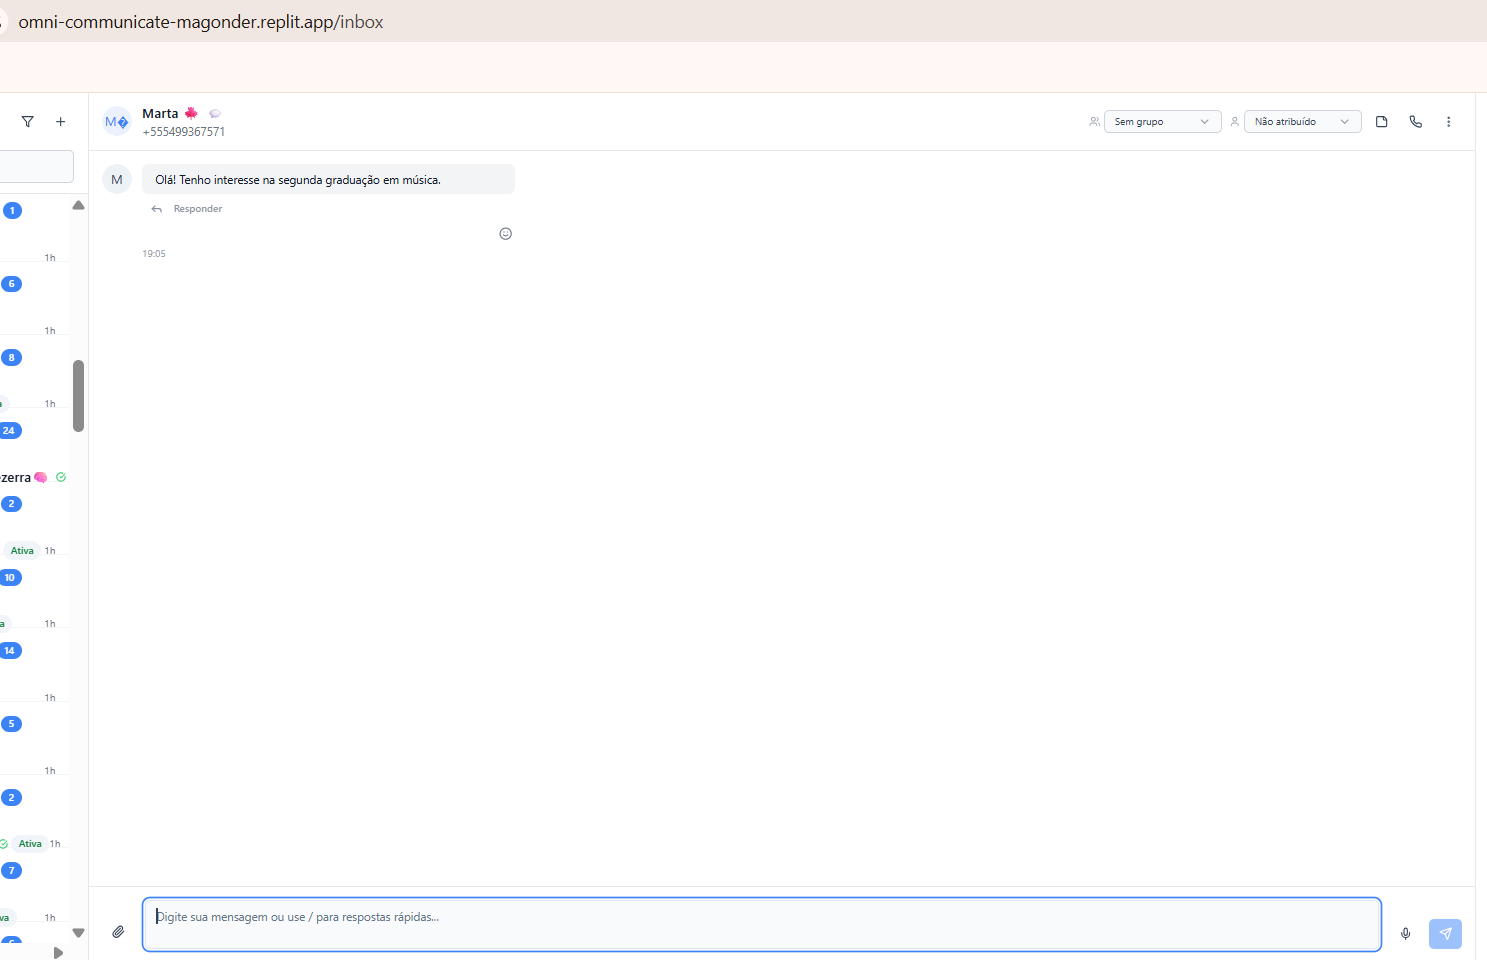 omni-communicate-magonder.replit.app/inbox
M
Marta
+555499367571
Sem grupo
Não atribuído
M
Olá! Tenho interesse na segunda graduação em música.
Responder
19:05
1
1h
6
1h
8
a
1h
24
zerra
2
Ativa 1h
10
a
1h
14
1h
5
1h
2
Ativa 1h
7
va
1h
Digite sua mensagem ou use / para respostas rápidas...